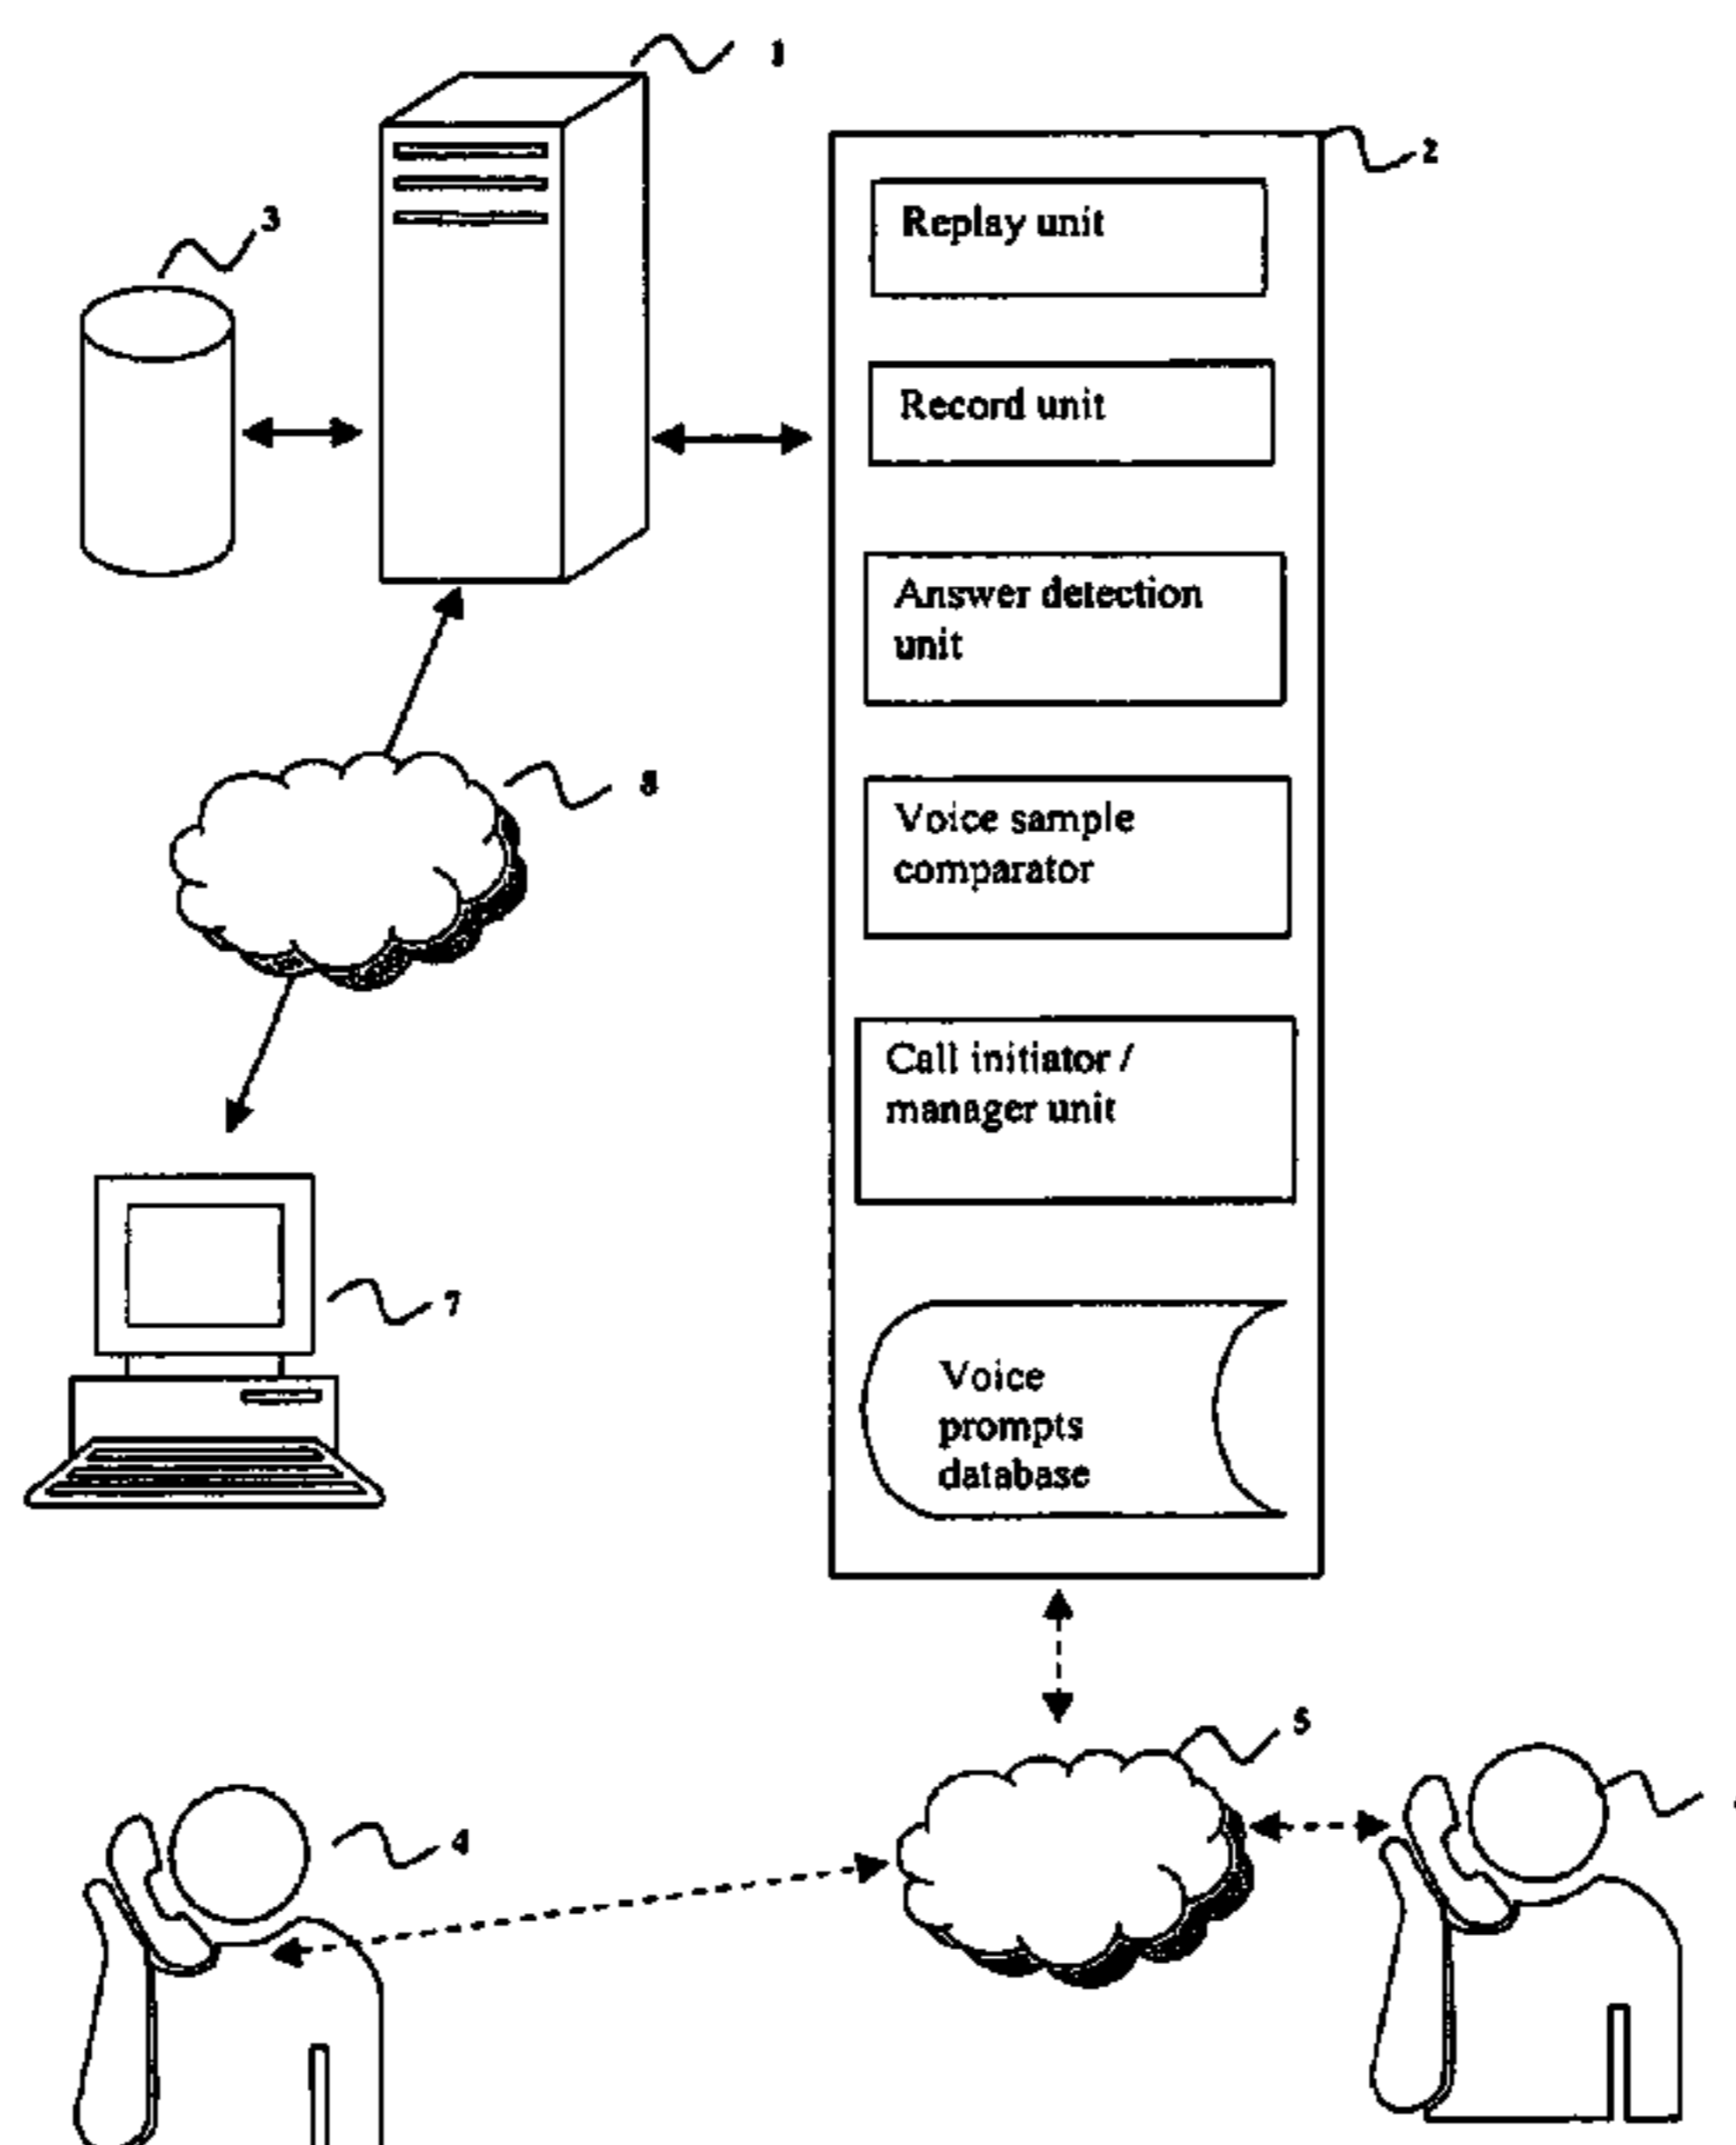 1
2
3
Replay unit
Record unit
Answer detection
unit
8
Voice sample
comparator
Call initiator /
manager unit
7
Voice
prompts
database
5
4